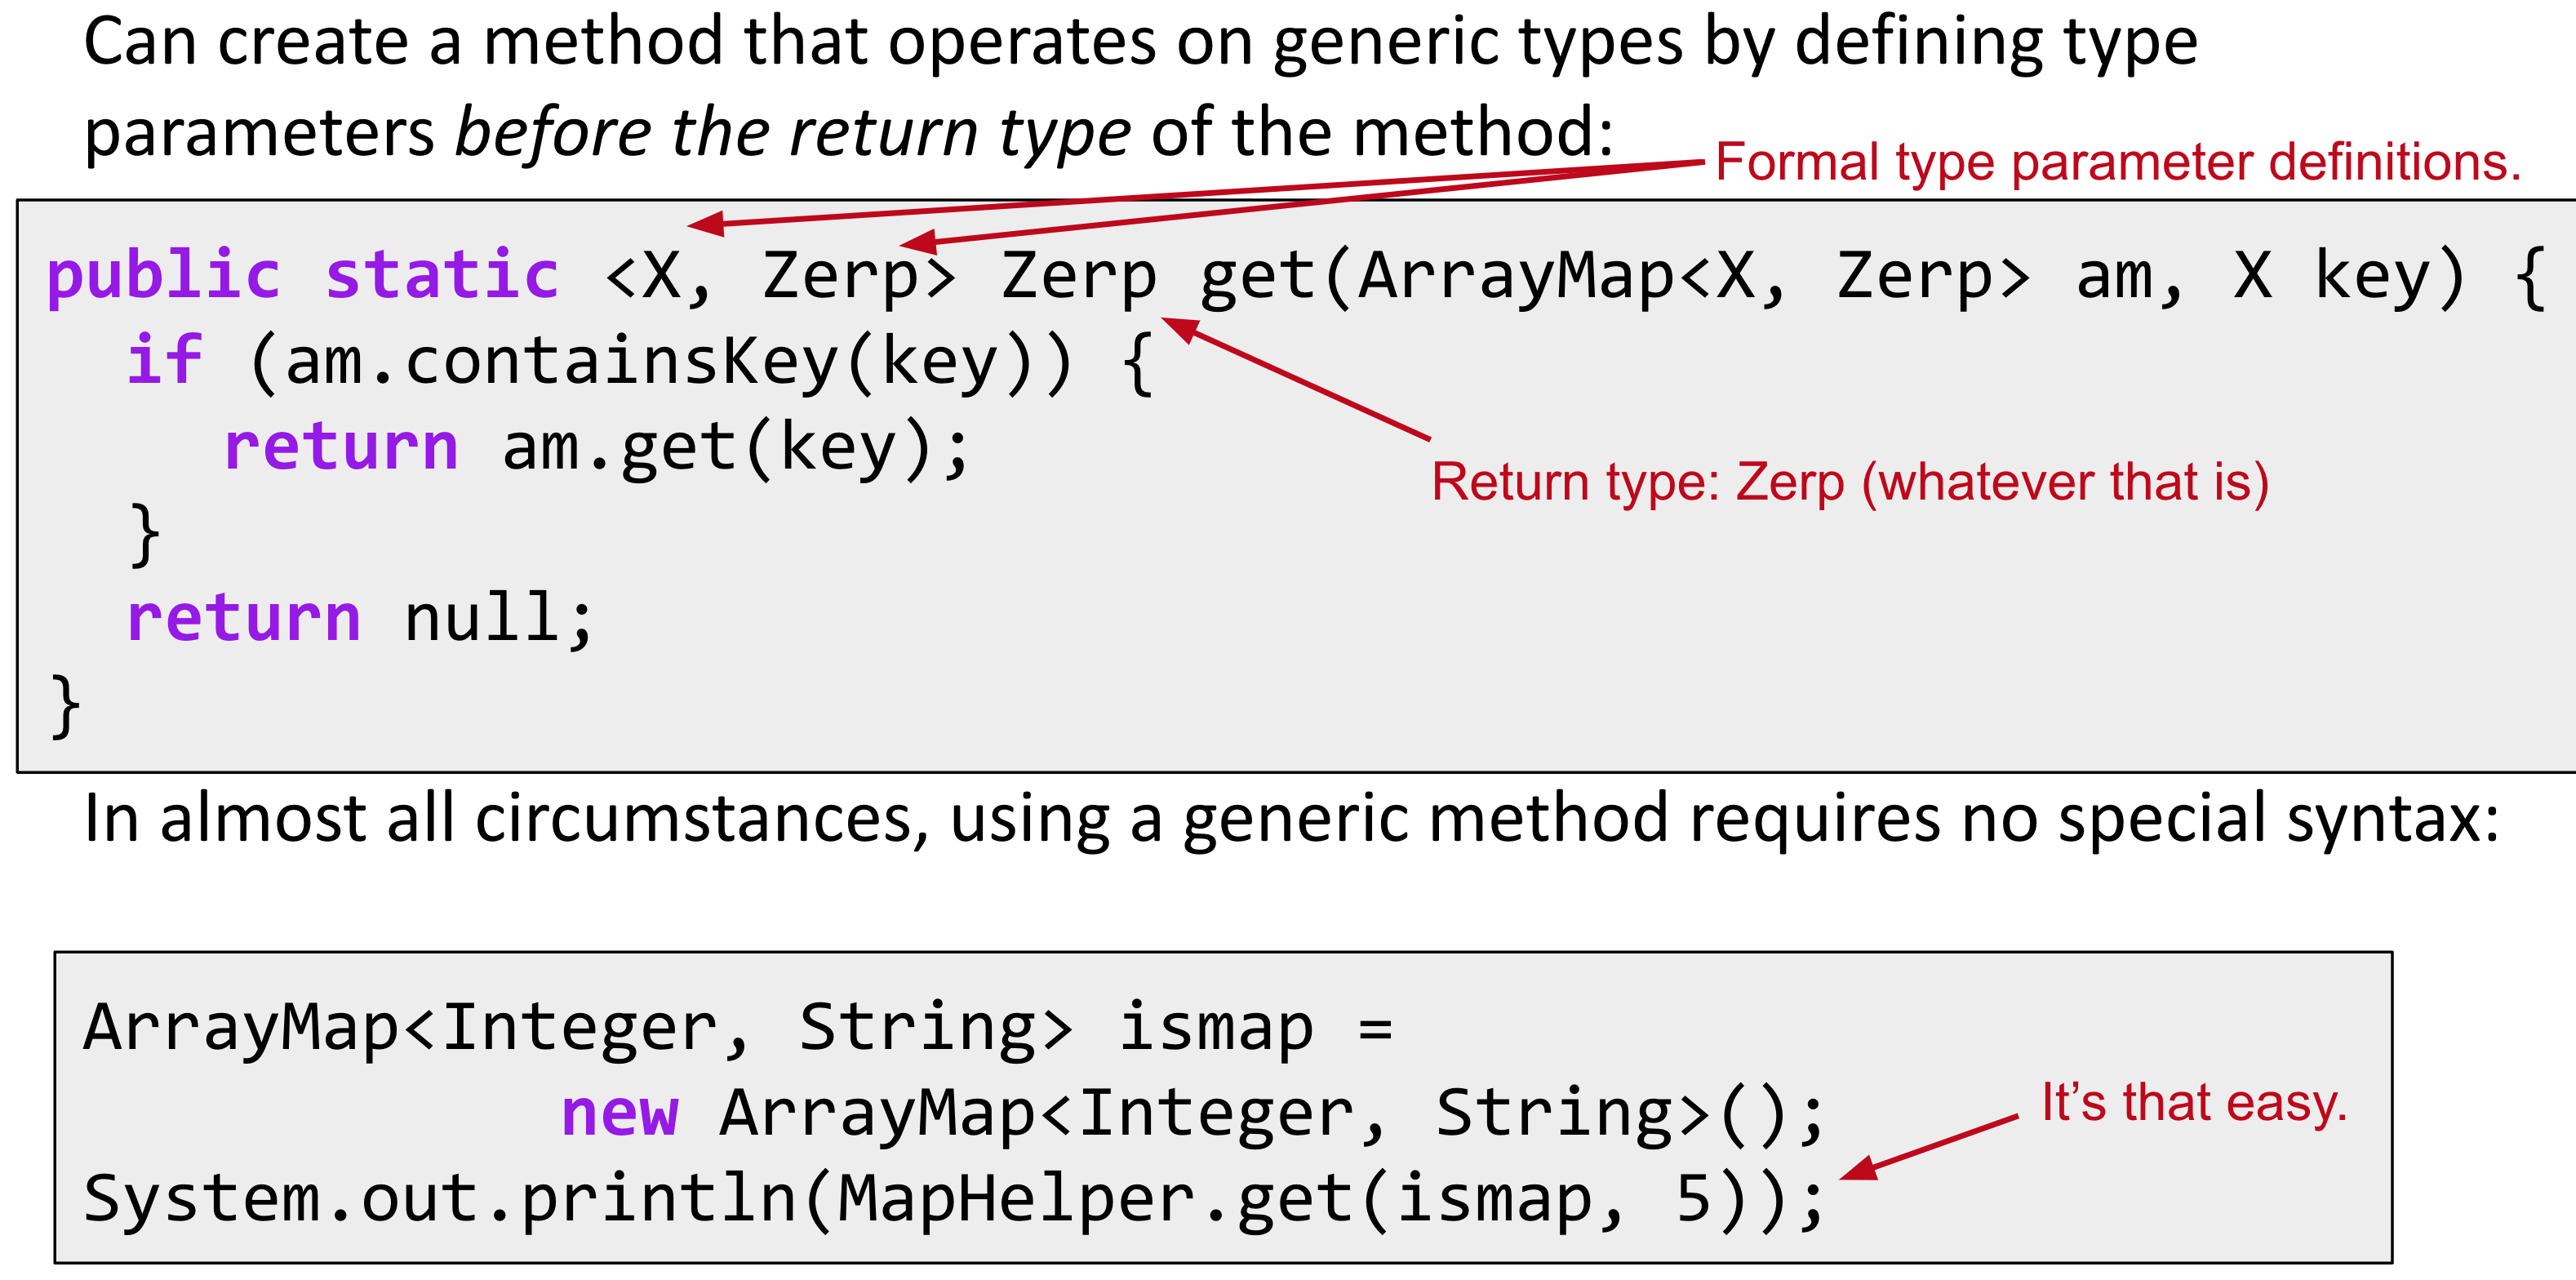 Can create a method that operates on generic types by defining type
parameters before the return type of the method:
Formal type parameter definitions.
public static <X, Zerp> Zerp get(ArrayMap<X, Zerp> am, X key) {
if (am.containsKey(key)) {
return am.get(key);
Return type: Zerp (whatever that is)
}
return null;
}
In almost all circumstances, using a generic method requires no special syntax:
ArrayMap<Integer, String> ismap =
new ArrayMap<Integer, String>();
It’s that easy.
System.out.println(MapHelper.get(ismap, 5));